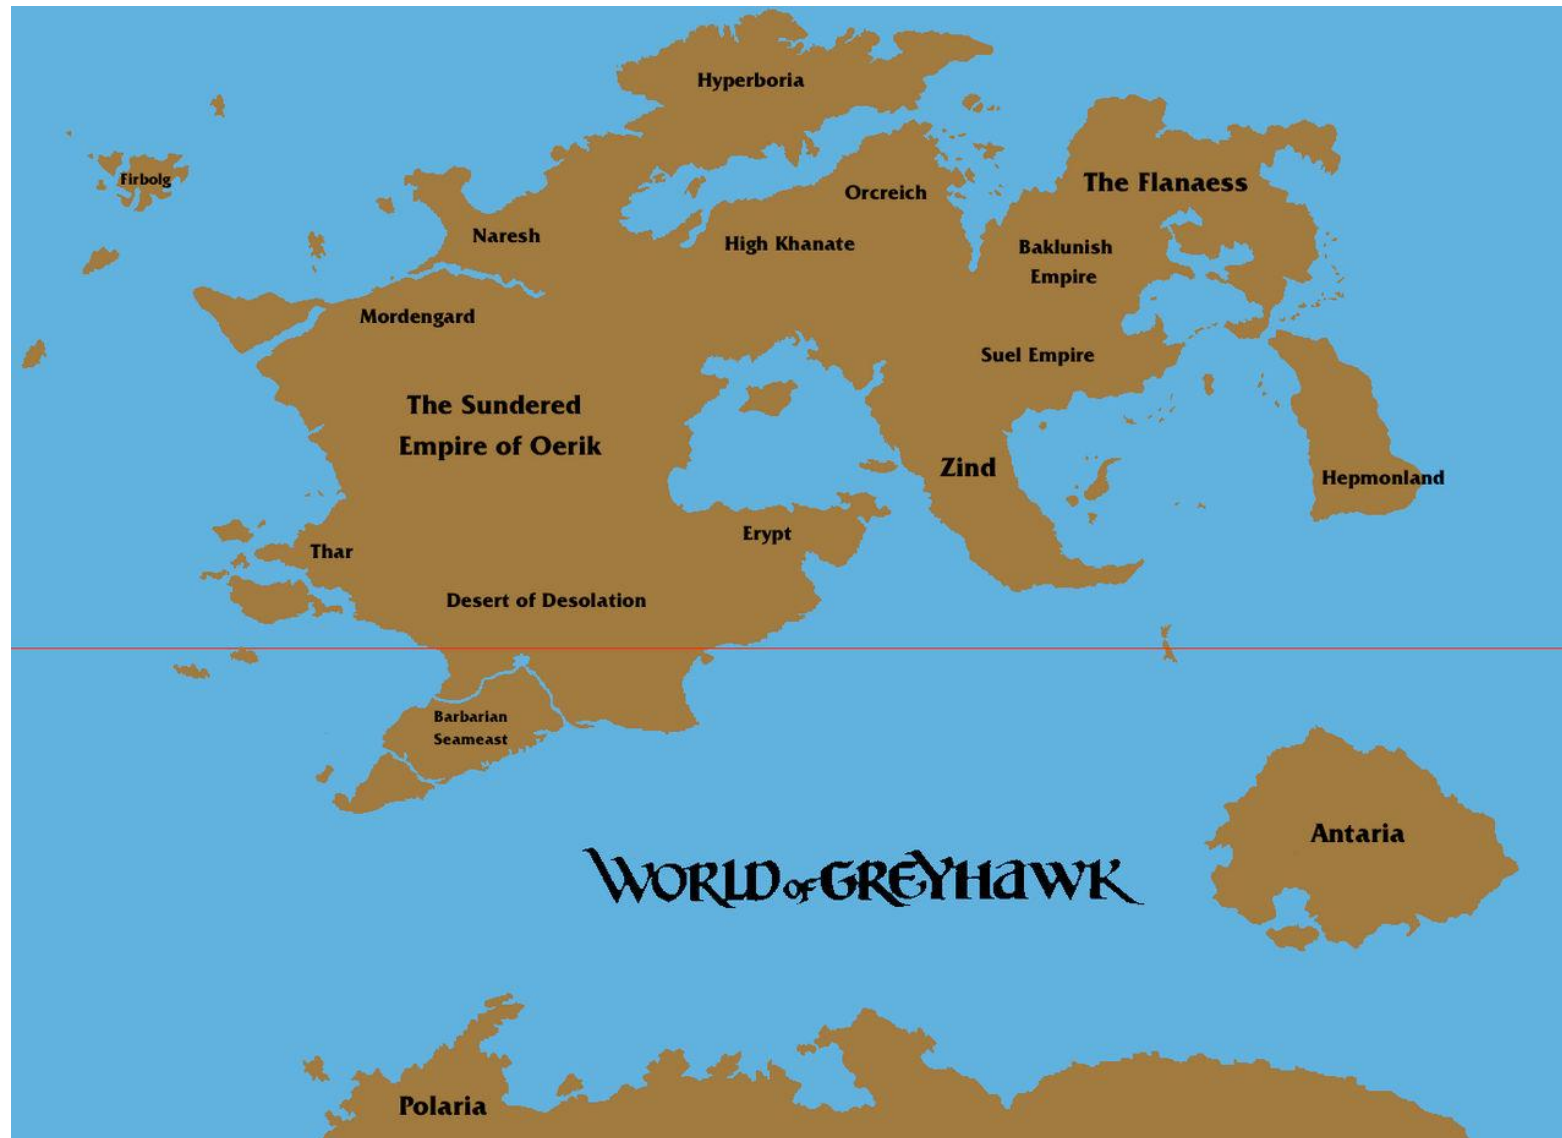 Hyperboria
Firbolg
The Flanaess
Orcreich
Naresh
High Khanate
Baklunish
Empire
Mordengard
Suel Empire
The Sundered
Empire of Oerik
Zind
Hepmonland
Erypt
Thar
Desert of Desolation
Barbarian
Seameast
Antaria
WORLD OF GREYHAWK
Polaria